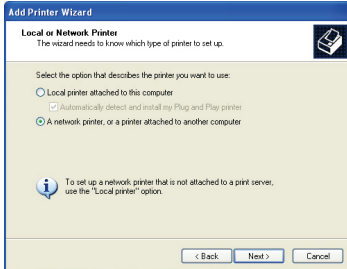 Add Printer Wizard
Local or Network Printer
The wizard needs to know which type of printer to set up.
Select the option that describes the printer you want to use:
Local printer attached to this computer
Automatically detect and install my Plug and Play printer
A network printer, or a printer attached to another computer
To set up a network printer that is not attached to a print server,
use the "Local printer" option.
< Back Next > Cancel